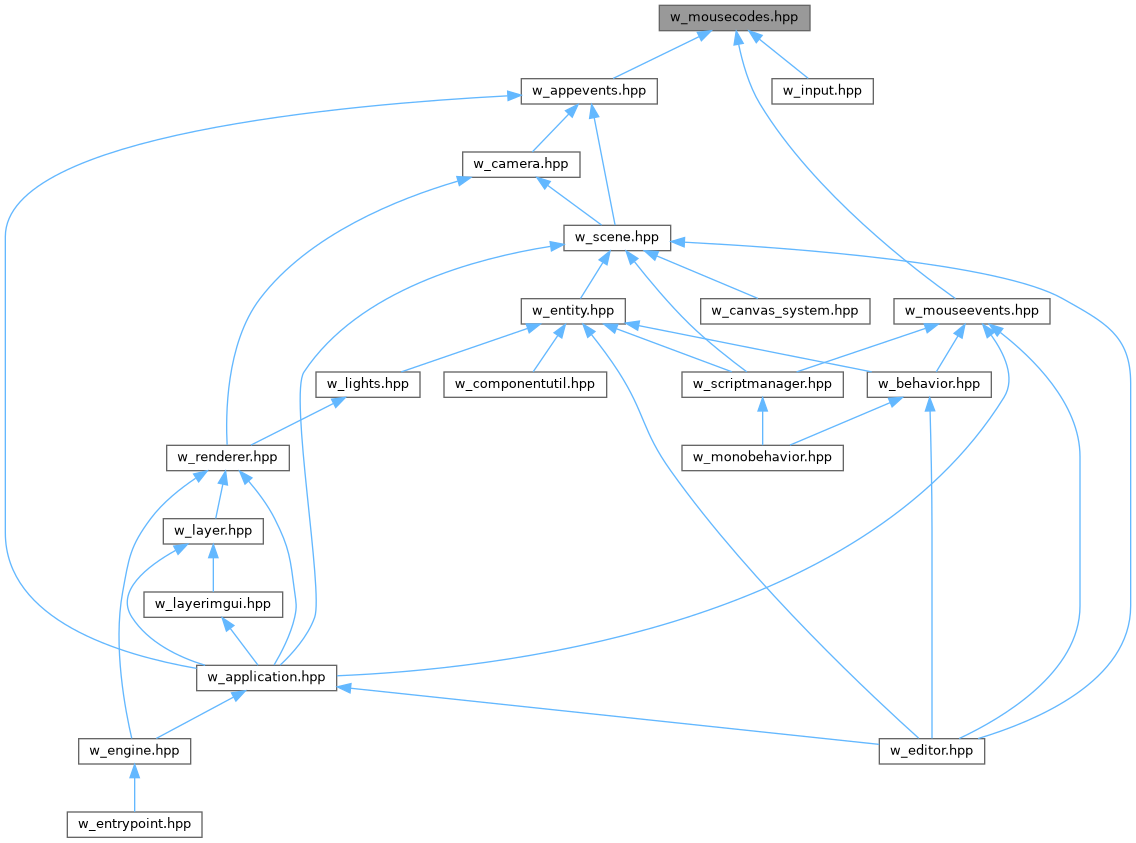 w_mousecodes.hpp
w_appevents.hpp
w_input.hpp
w_camera.hpp
w_scene.hpp
w_entity.hpp
w_canvas_system.hpp
w_mouseevents.hpp
w_lights.hpp
w_componentutil.hpp
w_scriptmanager.hpp
w_behavior.hpp
w_renderer.hpp
w_monobehavior.hpp
w_layer.hpp
w_layerimgui.hpp
w_application.hpp
w_engine.hpp
w_editor.hpp
w_entrypoint.hpp